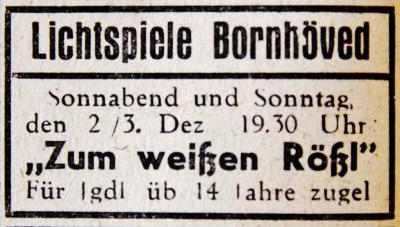 Lichtspiele Bornhöved
Sonnabend und Sonntag,
den 2/3. Dez 19.30 Uhr
„Zum weißen Rößl"
Für Jgdl üb 14 Jahre zugel